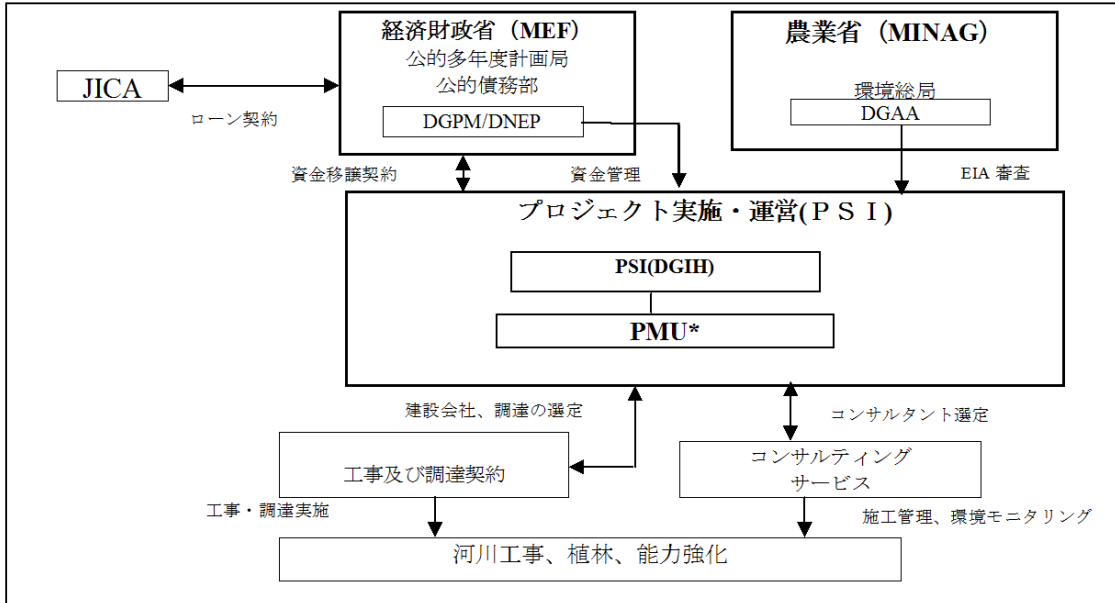 経済財政省（MEF）
公的多年度計画局
公的債務部
DGPM/DNEP
農業省（MINAG）
環境総局
DGAA
JICA
ローン契約
資金移譲契約
資金管理
EIA 審査
プロジェクト実施・運営(ＰＳＩ)
PSI(DGIH)
PMU*
建設会社、調達の選定
コンサルタント選定
工事及び調達契約
コンサルティング
サービス
工事・調達実施
施工管理、環境モニタリング
河川工事、植林、能力強化